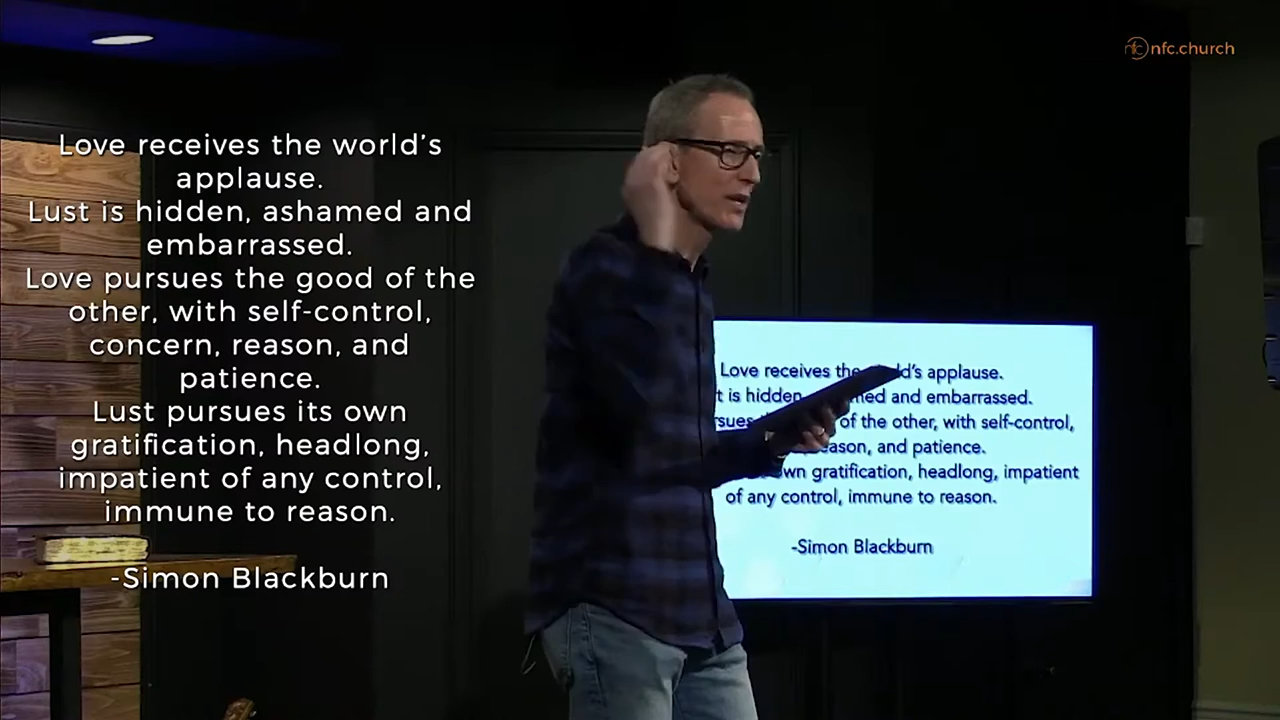 nfc.church
Love receives the world's
applause.
Lust is hidden, ashamed and
embarrassed.
Love pursues the good of the
other, with self-control,
concern, reason, and
patience.
Lust pursues its own
gratification, headlong,
impatient of any control,
immune to reason.
-Simon Blackburn
Love receives the world's applause.
is hidden, and embarrassed.
of the other, with self-control,
reason, and patience.
own gratification, headlong, impatient
of any control, immune to reason.
-Simon Blackburn